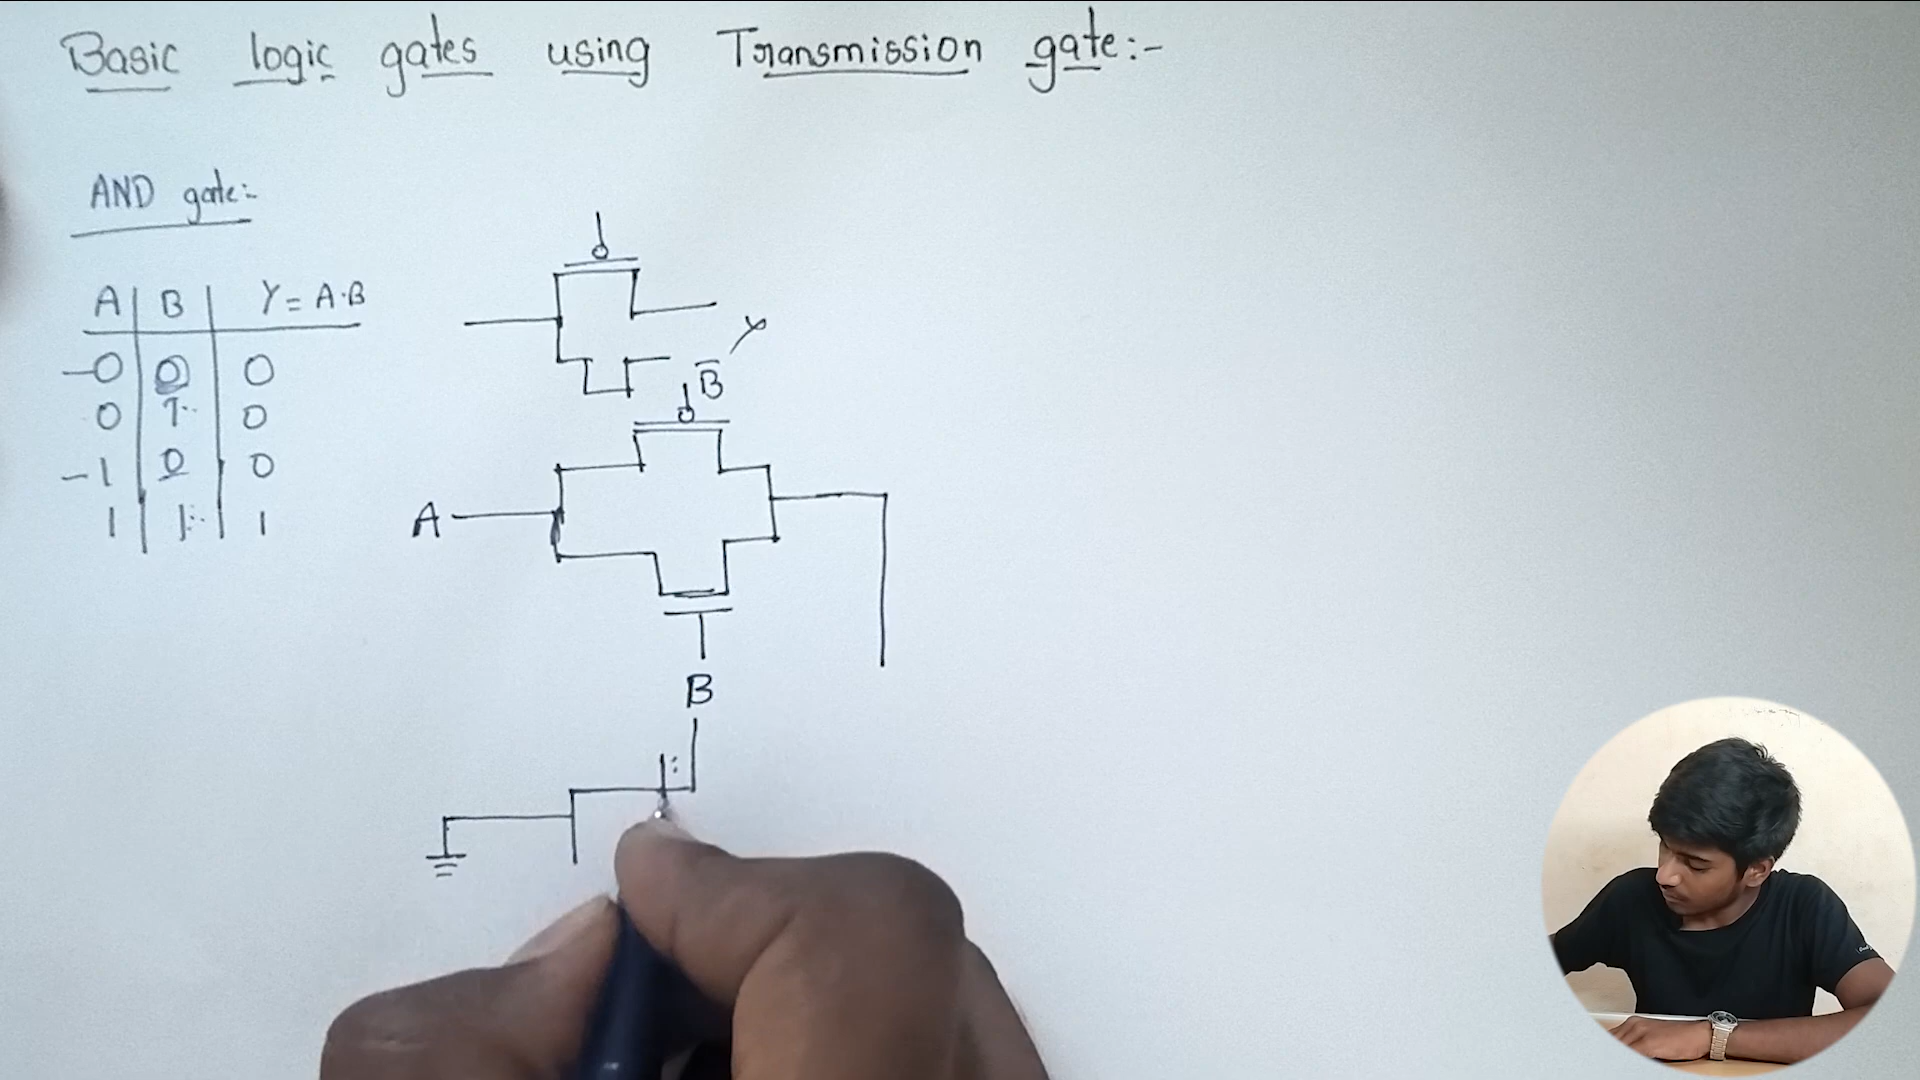 Basic logic gates using Transmission gate:-
AND gate:-
A B Y = A·B
0 0 0
0 1 0
1 0 0
1 1 1
Y
B̅
A
B